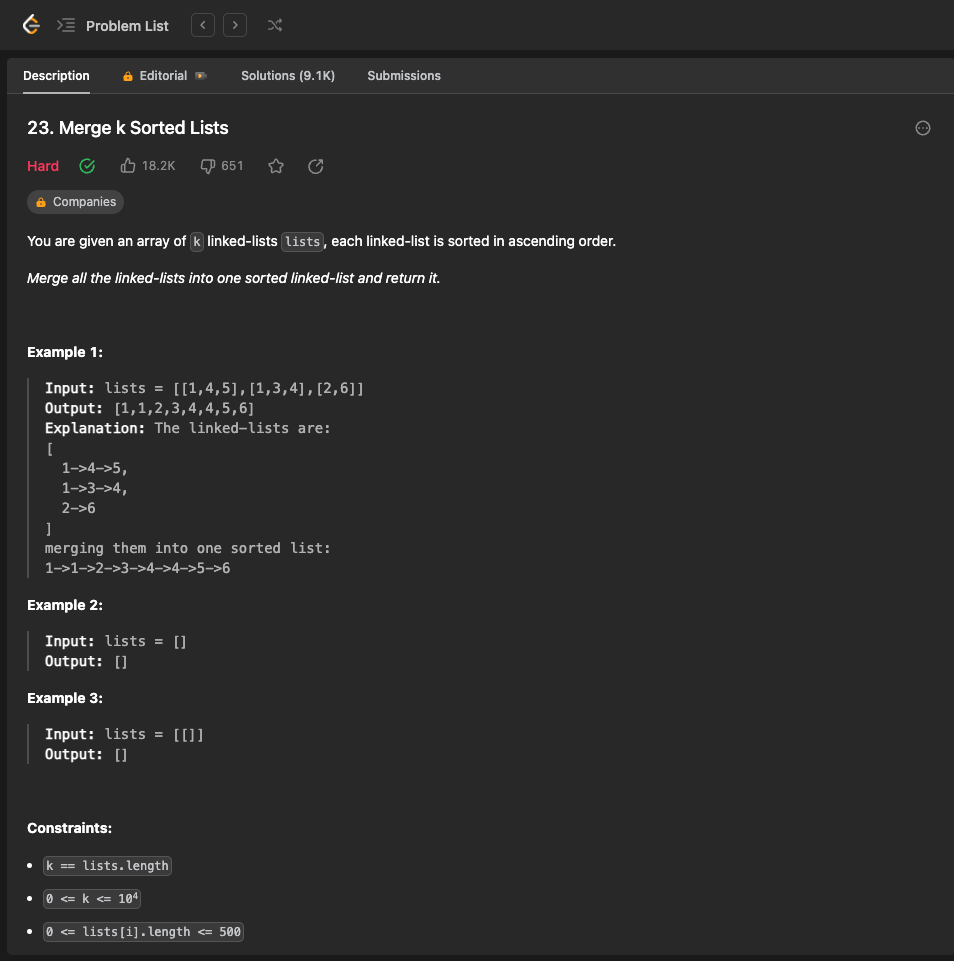 Problem List
Description Editorial Solutions (9.1K) Submissions
23. Merge k Sorted Lists
Hard 18.2K 651
Companies
You are given an array of k linked-lists lists, each linked-list is sorted in ascending order.
Merge all the linked-lists into one sorted linked-list and return it.
Example 1:
Input: lists = [[1,4,5],[1,3,4],[2,6]]
Output: [1,1,2,3,4,4,5,6]
Explanation: The linked-lists are:
[
  1->4->5,
  1->3->4,
  2->6
]
merging them into one sorted list:
1->1->2->3->4->4->5->6
Example 2:
Input: lists = []
Output: []
Example 3:
Input: lists = [[]]
Output: []
Constraints:
• k == lists.length
• 0 <= k <= 10⁴
• 0 <= lists[i].length <= 500